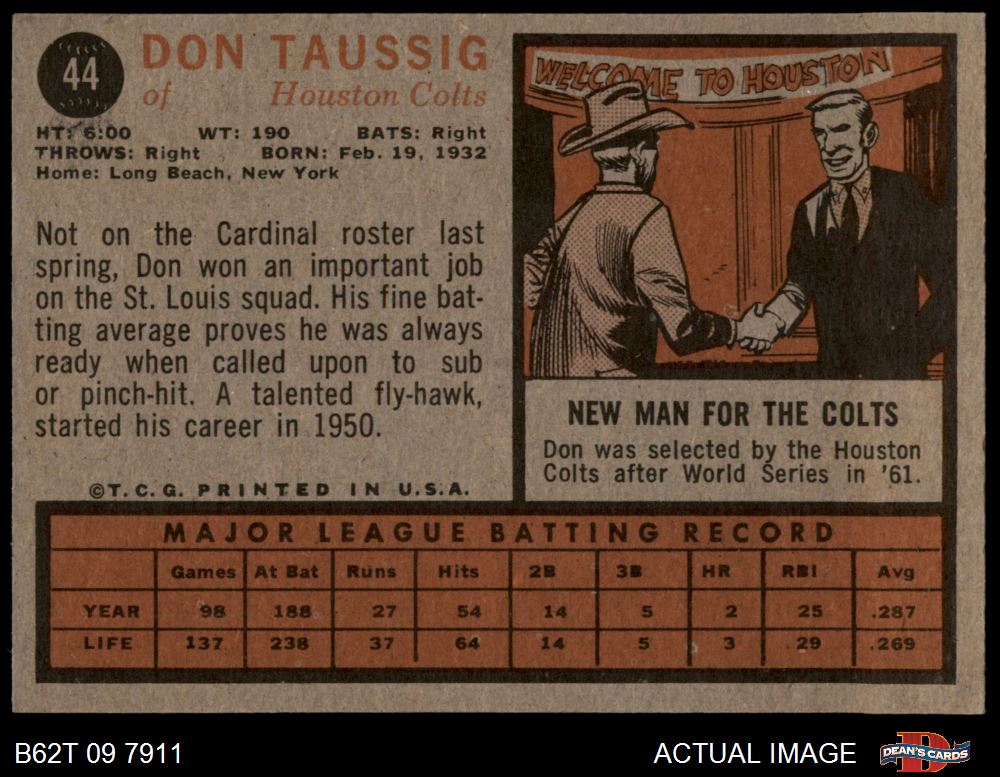 44
DON TAUSSIG
of Houston Colts
HT: 6:00 WT: 190 BATS: Right
THROWS: Right BORN: Feb. 19, 1932
Home: Long Beach, New York
Not on the Cardinal roster last
spring, Don won an important job
on the St. Louis squad. His fine bat-
ting average proves he was always
ready when called upon to sub
or pinch-hit. A talented fly-hawk,
started his career in 1950.
©T.C.G. PRINTED IN U.S.A.
WELCOME TO HOUSTON
NEW MAN FOR THE COLTS
Don was selected by the Houston
Colts after World Series in '61.
MAJOR LEAGUE BATTING RECORD
Games At Bat Runs Hits 2B 3B HR RBI Avg
YEAR 98 188 27 54 14 5 2 25 .287
LIFE 137 238 37 64 14 5 3 29 .269
B62T 09 7911
ACTUAL IMAGE
D
DEAN'S CARDS